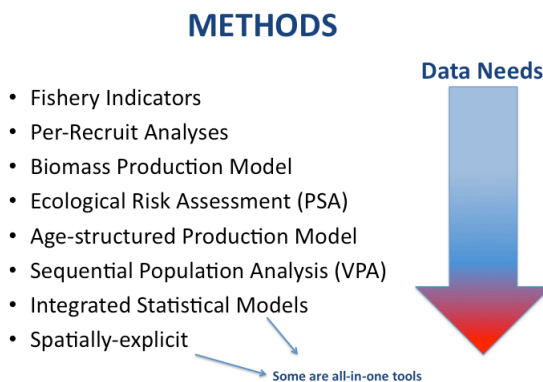 METHODS
Data Needs
• Fishery Indicators
• Per-Recruit Analyses
• Biomass Production Model
• Ecological Risk Assessment (PSA)
• Age-structured Production Model
• Sequential Population Analysis (VPA)
• Integrated Statistical Models
• Spatially-explicit
Some are all-in-one tools